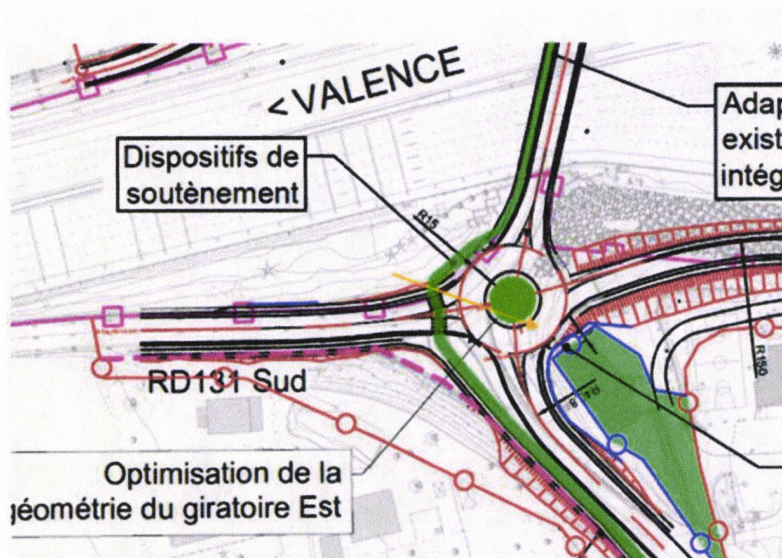 < VALENCE
Adap
exist
intég
Dispositifs de
soutènement
R15
R150
RD131 Sud
Optimisation de la
géométrie du giratoire Est